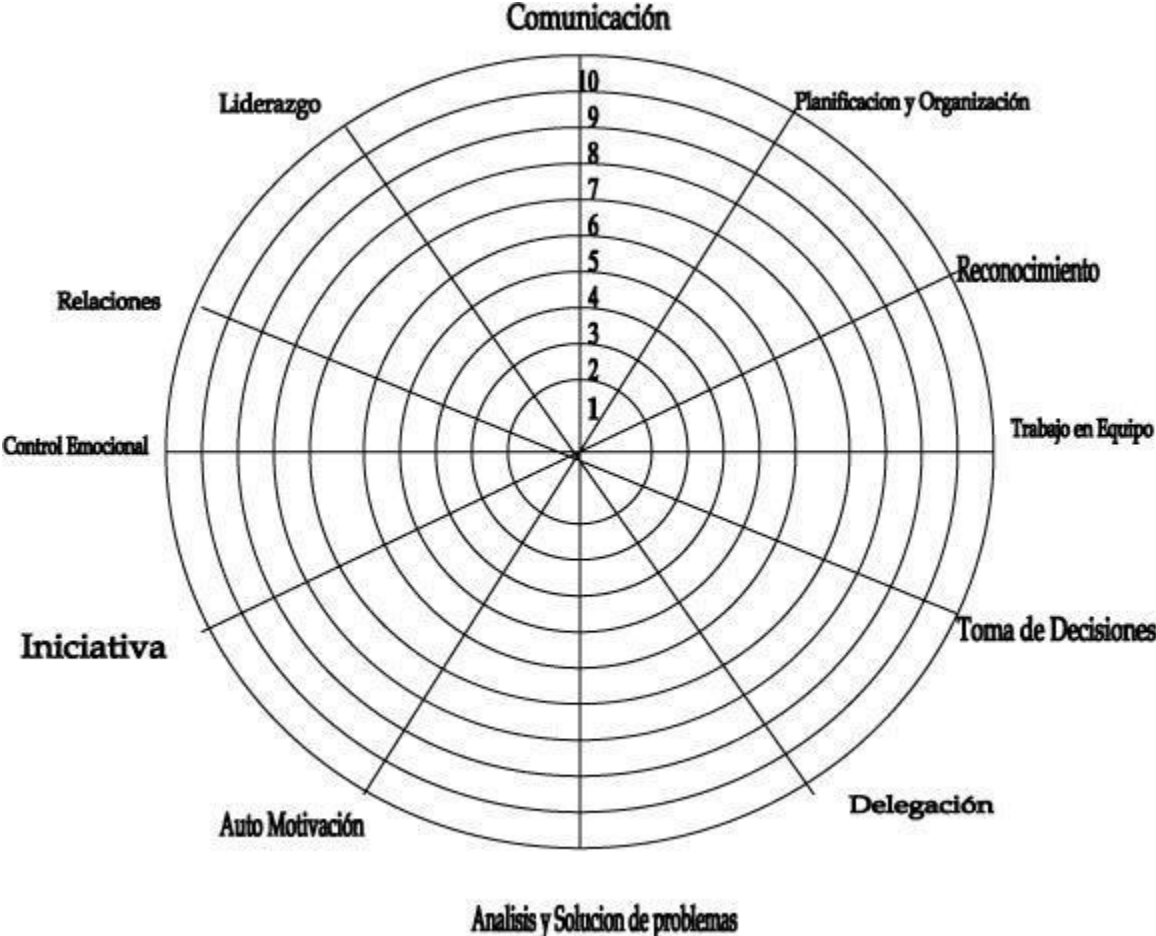 Comunicación
Liderazgo
10
Planificacion y Organización
9
8
7
6
5
Reconocimiento
4
Relaciones
3
2
1
Trabajo en Equipo
Control Emocional
Iniciativa
Toma de Decisiones
Delegación
Auto Motivación
Analisis y Solucion de problemas